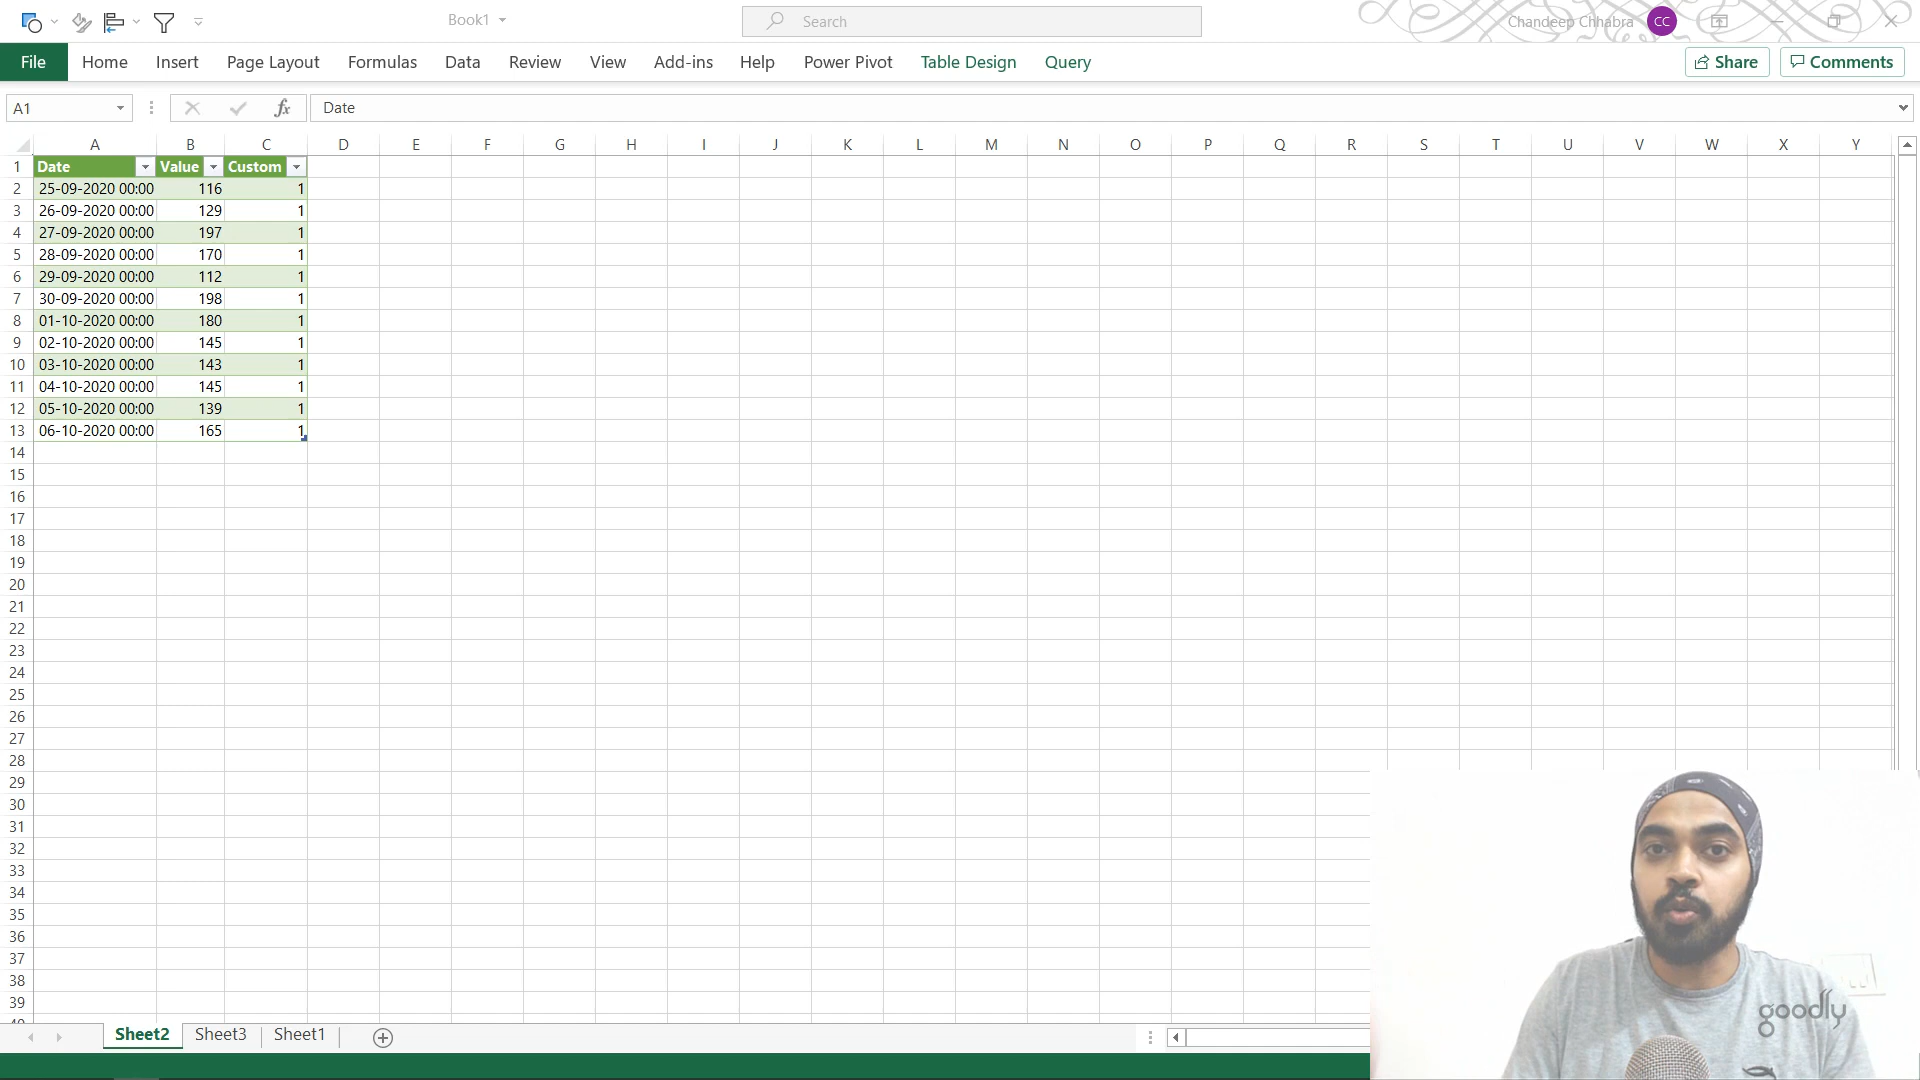 Book1
Search
Chandeep Chhabra CC
File Home Insert Page Layout Formulas Data Review View Add-ins Help Power Pivot Table Design Query Share Comments
A1 fx Date
A B C D E F G H I J K L M N O P Q R S T U V W X Y
1 Date Value Custom
2 25-09-2020 00:00 116 1
3 26-09-2020 00:00 129 1
4 27-09-2020 00:00 197 1
5 28-09-2020 00:00 170 1
6 29-09-2020 00:00 112 1
7 30-09-2020 00:00 198 1
8 01-10-2020 00:00 180 1
9 02-10-2020 00:00 145 1
10 03-10-2020 00:00 143 1
11 04-10-2020 00:00 145 1
12 05-10-2020 00:00 139 1
13 06-10-2020 00:00 165 1
14
15
16
17
18
19
20
21
22
23
24
25
26
27
28
29
30
31
32
33
34
35
36
37
38
39
goodly
Sheet2 Sheet3 Sheet1